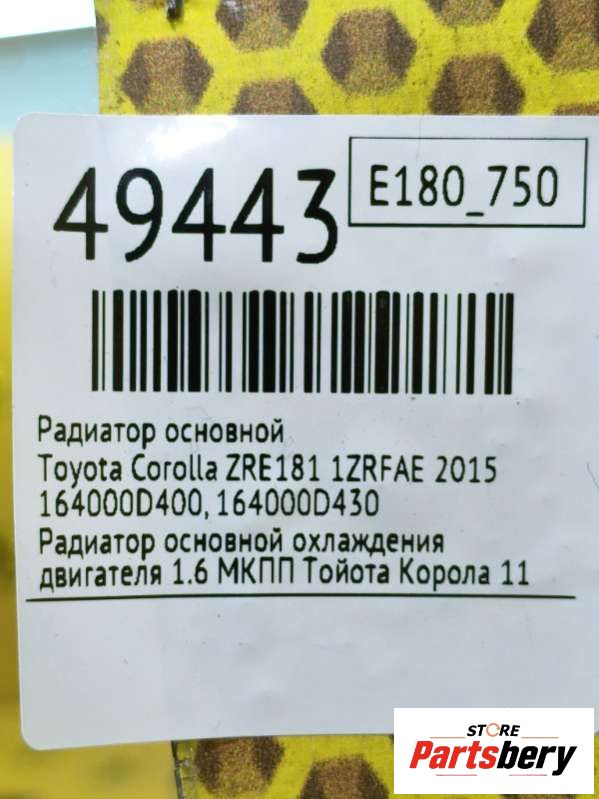 49443
E180_750
Радиатор основной
Toyota Corolla ZRE181 1ZRFAE 2015
164000D400, 164000D430
Радиатор основной охлаждения
двигателя 1.6 МКПП Тойота Корола 11
STORE
Partsbery